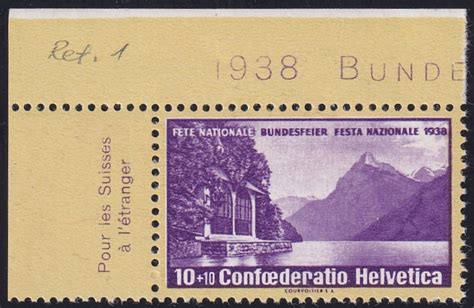 Ref. 1
1938 BUNDE
Pour les Suisses
à l'étranger
FETE NATIONALE BUNDESFEIER FESTA NAZIONALE 1938
10+10 Confœderatio Helvetica
COURVOISIER S.A.